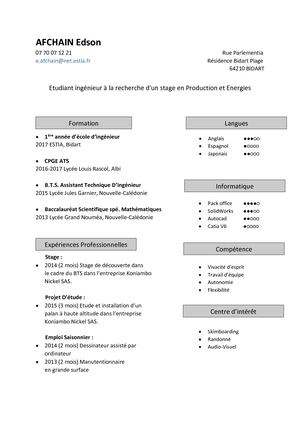 AFCHAIN Edson
07 70 07 12 21
e.afchain@net.estia.fr
Rue Parlementia
Résidence Bidart Plage
64210 BIDART
Etudiant ingénieur à la recherche d'un stage en Production et Energies
Formation
• 1ère année d'école d'ingénieur
2017 ESTIA, Bidart
• CPGE ATS
2016-2017 Lycée Louis Rascol, Albi
• B.T.S. Assistant Technique D'ingénieur
2015 Lycée Jules Garnier, Nouvelle-Calédonie
• Baccalauréat Scientifique spé. Mathématiques
2013 Lycée Grand Nouméa, Nouvelle-Calédonie
Expériences Professionnelles
Stage :
• 2014 (2 mois) Stage de découverte dans
le cadre du BTS dans l'entreprise Koniambo
Nickel SAS.
Projet D'étude :
• 2015 (3 mois) Etude et installation d'un
palan à haute altitude dans l'entreprise
Koniambo Nickel SAS.
Emploi Saisonnier :
• 2014 (2 mois) Dessinateur assisté par
ordinateur
• 2013 (2 mois) Manutentionnaire
en grande surface
Langues
• Anglais ●●●○○
• Espagnol ●○○○○
• Japonais ●●○○○
Informatique
• Pack office ●●●●○
• SolidWorks ●●●○○
• Autocad ●●○○○
• Catia V6 ●○○○○
Compétence
• Vivacité d'esprit
• Travail d'équipe
• Autonomie
• Flexibilité
Centre d'intérêt
• Skimboarding
• Randonné
• Audio-Visuel